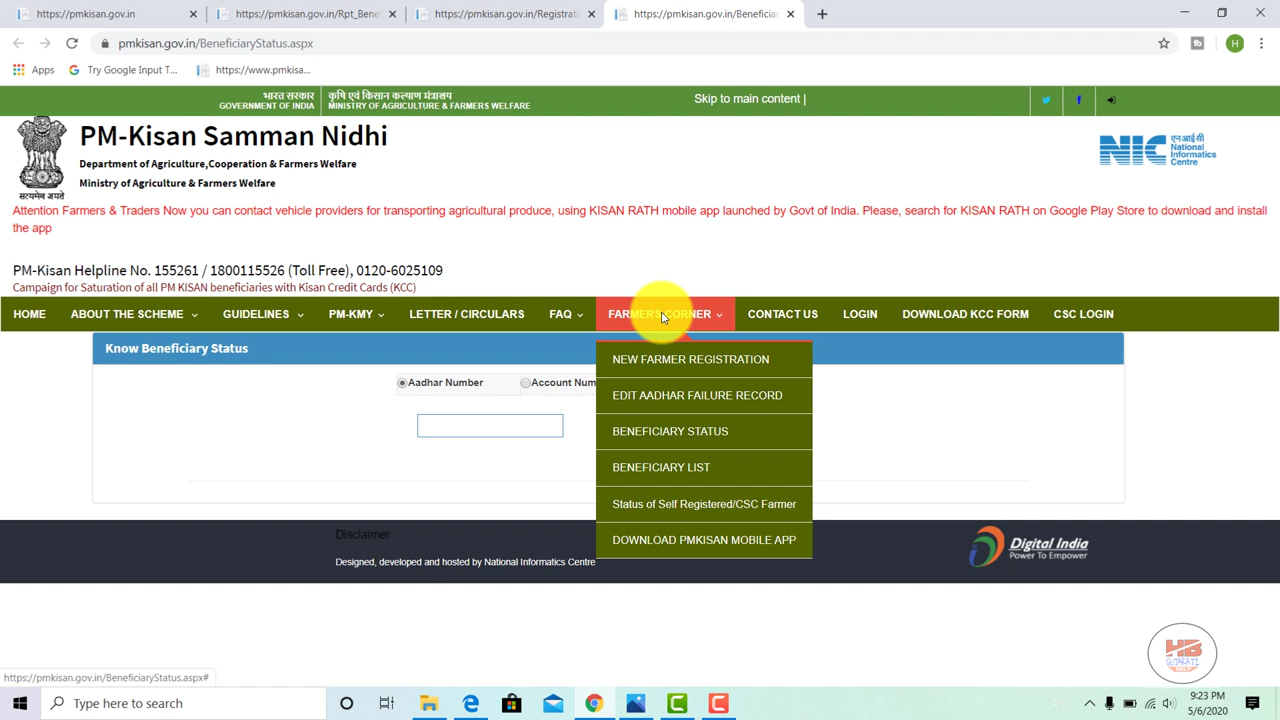 https://pmkisan.gov.in
https://pmkisan.gov.in/Rpt_Bene
https://pmkisan.gov.in/Registrati
https://pmkisan.gov.in/Beneficiar
pmkisan.gov.in/BeneficiaryStatus.aspx
H
Apps
Try Google Input T...
https://www.pmkisa...
भारत सरकार
GOVERNMENT OF INDIA
कृषि एवं किसान कल्याण मंत्रालय
MINISTRY OF AGRICULTURE & FARMERS WELFARE
Skip to main content |
PM-Kisan Samman Nidhi
Department of Agriculture,Cooperation & Farmers Welfare
Ministry of Agriculture & Farmers Welfare
सत्यमेव जयते
NIC
एन आई सी
National
Informatics
Centre
Attention Farmers & Traders Now you can contact vehicle providers for transporting agricultural produce, using KISAN RATH mobile app launched by Govt of India. Please, search for KISAN RATH on Google Play Store to download and install
the app
PM-Kisan Helpline No. 155261 / 1800115526 (Toll Free), 0120-6025109
Campaign for Saturation of all PM KISAN beneficiaries with Kisan Credit Cards (KCC)
HOME ABOUT THE SCHEME GUIDELINES PM-KMY LETTER / CIRCULARS FAQ FARMERS CORNER CONTACT US LOGIN DOWNLOAD KCC FORM CSC LOGIN
Know Beneficiary Status
NEW FARMER REGISTRATION
Aadhar Number Account Num
EDIT AADHAR FAILURE RECORD
BENEFICIARY STATUS
BENEFICIARY LIST
Status of Self Registered/CSC Farmer
DOWNLOAD PMKISAN MOBILE APP
Disclaimer
Designed, developed and hosted by National Informatics Centre
Digital India
Power To Empower
HB
GUJARATI
https://pmkisan.gov.in/BeneficiaryStatus.aspx#
Type here to search
9:23 PM
5/6/2020